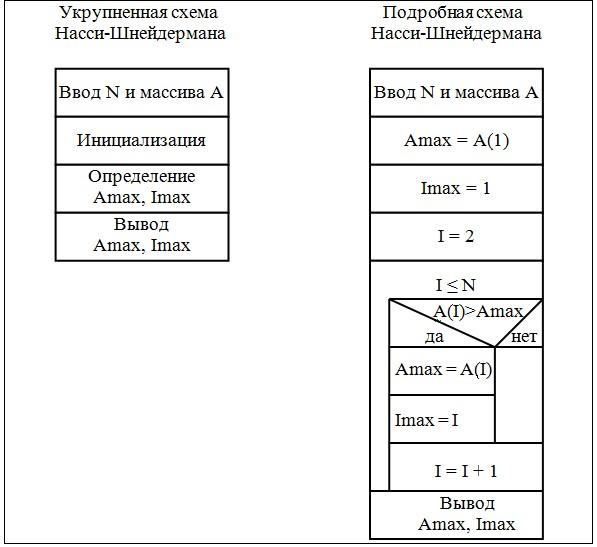 Укрупненная схема
Насси-Шнейдермана
Ввод N и массива A
Инициализация
Определение
Amax, Imax
Вывод
Amax, Imax
Подробная схема
Насси-Шнейдермана
Ввод N и массива A
Amax = A(1)
Imax = 1
I = 2
I ≤ N
A(I)>Amax
да нет
Amax = A(I)
Imax = I
I = I + 1
Вывод
Amax, Imax